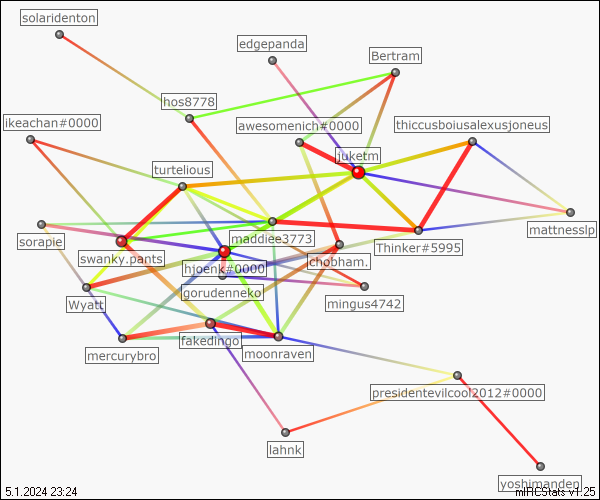 solaridenton
edgepanda
Bertram
hos8778
ikeachan#0000
awesomenich#0000
thiccusboiusalexusjoneus
juketm
turtelious
mattnesslp
sorapie
maddiee3773
Thinker#5995
swanky.pants
chobham.
hjoenk#0000
gorudenneko
Wyatt
mingus4742
fakedingo
moonraven
mercurybro
presidentevilcool2012#0000
lahnk
yoshimanden
5.1.2024 23:24
mIRCStats v1.25